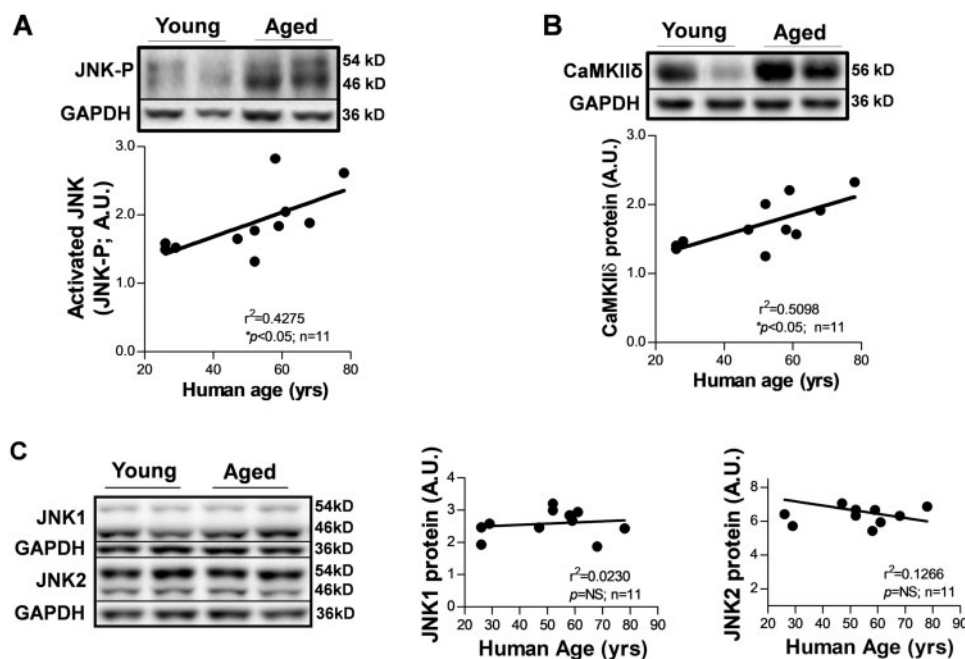 A
Young Aged
JNK-P
54 kD
46 kD
GAPDH
36 kD
Activated JNK
(JNK-P; A.U.)
3.0
2.0
1.0
0.0
r²=0.4275
*p<0.05; n=11
20 40 60 80
Human age (yrs)
B
Young Aged
CaMKIIδ
56 kD
GAPDH
36 kD
CaMKIIδ protein (A.U.)
3.0
2.0
1.0
0.0
r²=0.5098
*p<0.05; n=11
20 40 60 80
Human age (yrs)
C
Young Aged
JNK1
54kD
46kD
GAPDH
36kD
JNK2
54kD
46kD
GAPDH
36kD
JNK1 protein (A.U.)
4
3
2
1
0
r²=0.0230
p=NS; n=11
20 30 40 50 60 70 80 90
Human Age (yrs)
JNK2 protein (A.U.)
8
6
4
2
r²=0.1266
p=NS; n=11
20 30 40 50 60 70 80 90
Human Age (yrs)